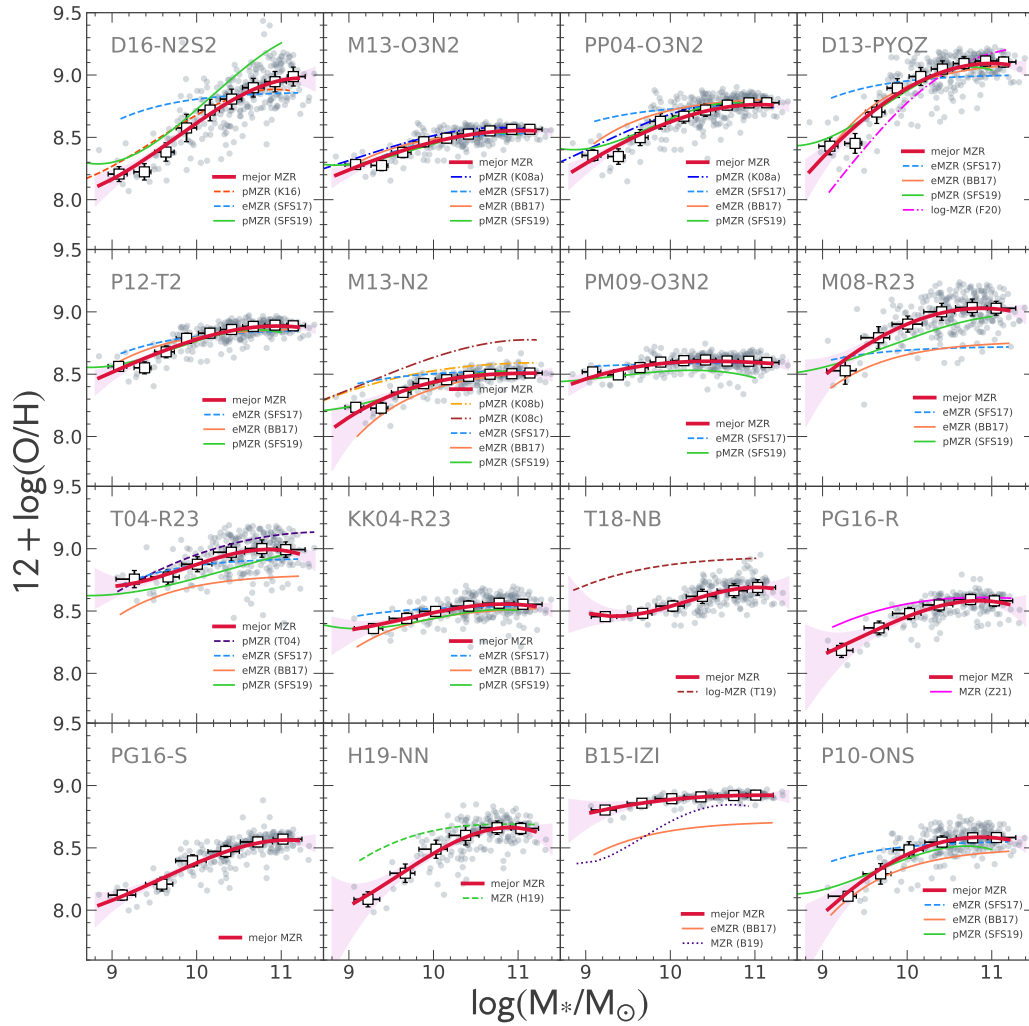 D16-N2S2
M13-O3N2
PP04-O3N2
D13-PYQZ
9.5
9.0
8.5
8.0
mejor MZR
pMZR (K16)
eMZR (SFS17)
pMZR (SFS19)
mejor MZR
pMZR (K08a)
eMZR (SFS17)
eMZR (BB17)
pMZR (SFS19)
mejor MZR
pMZR (K08a)
eMZR (SFS17)
eMZR (BB17)
pMZR (SFS19)
mejor MZR
eMZR (SFS17)
eMZR (BB17)
pMZR (SFS19)
log-MZR (F20)
P12-T2
M13-N2
PM09-O3N2
M08-R23
9.5
9.0
8.5
8.0
mejor MZR
eMZR (SFS17)
eMZR (BB17)
pMZR (SFS19)
mejor MZR
pMZR (K08b)
pMZR (K08c)
eMZR (SFS17)
eMZR (BB17)
pMZR (SFS19)
mejor MZR
eMZR (SFS17)
pMZR (SFS19)
mejor MZR
eMZR (SFS17)
eMZR (BB17)
pMZR (SFS19)
12 + log(O/H)
T04-R23
KK04-R23
T18-NB
PG16-R
9.5
9.0
8.5
8.0
mejor MZR
pMZR (T04)
eMZR (SFS17)
eMZR (BB17)
pMZR (SFS19)
mejor MZR
eMZR (SFS17)
eMZR (BB17)
pMZR (SFS19)
mejor MZR
log-MZR (T19)
mejor MZR
MZR (Z21)
PG16-S
H19-NN
B15-IZI
P10-ONS
9.5
9.0
8.5
8.0
mejor MZR
mejor MZR
MZR (H19)
mejor MZR
eMZR (BB17)
MZR (B19)
mejor MZR
eMZR (SFS17)
eMZR (BB17)
pMZR (SFS19)
9 10 11 9 10 11 9 10 11 9 10 11
log(M*/M⊙)